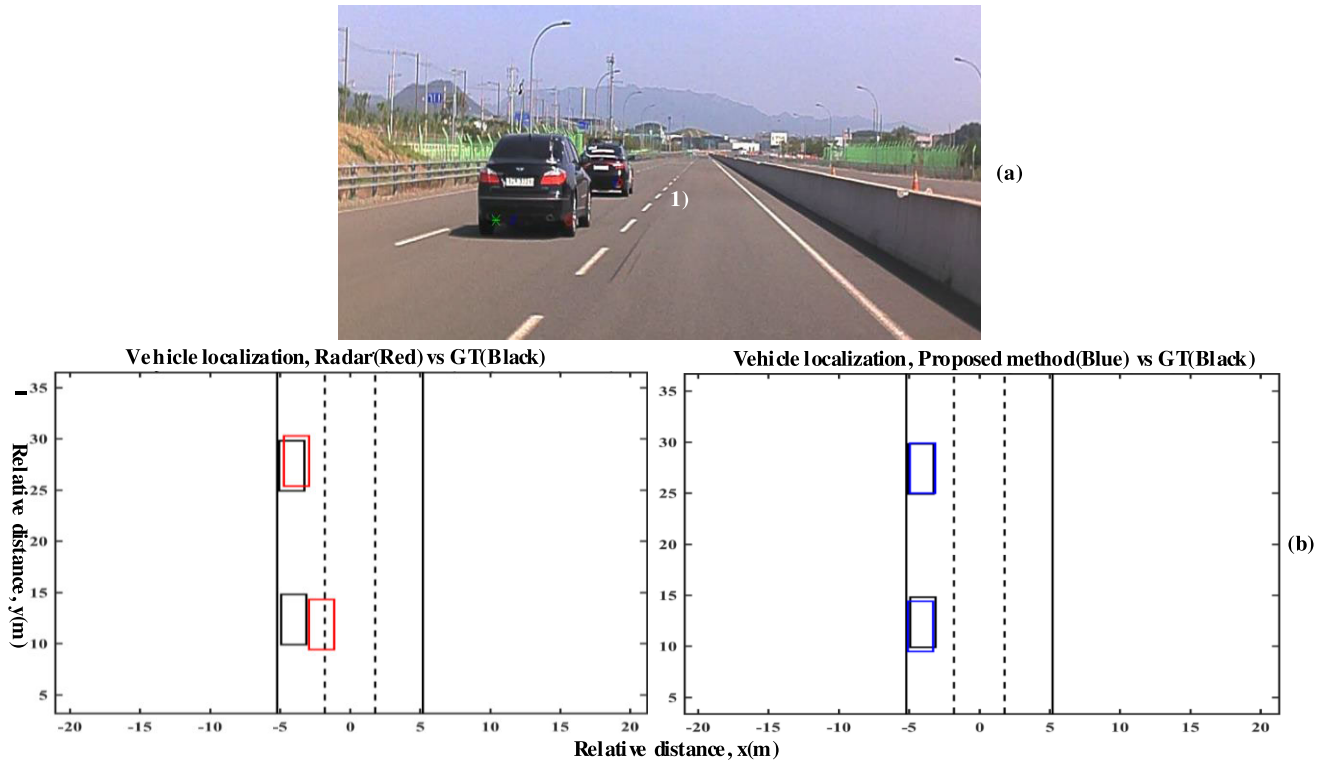 1)
(a)
Vehicle localization, Radar(Red) vs GT(Black)
Vehicle localization, Proposed method(Blue) vs GT(Black)
Relative distance, y(m)
35
30
25
20
15
10
5
-20 -15 -10 -5 0 5 10 15 20
35
30
25
20
15
10
5
-20 -15 -10 -5 0 5 10 15 20
(b)
Relative distance, x(m)